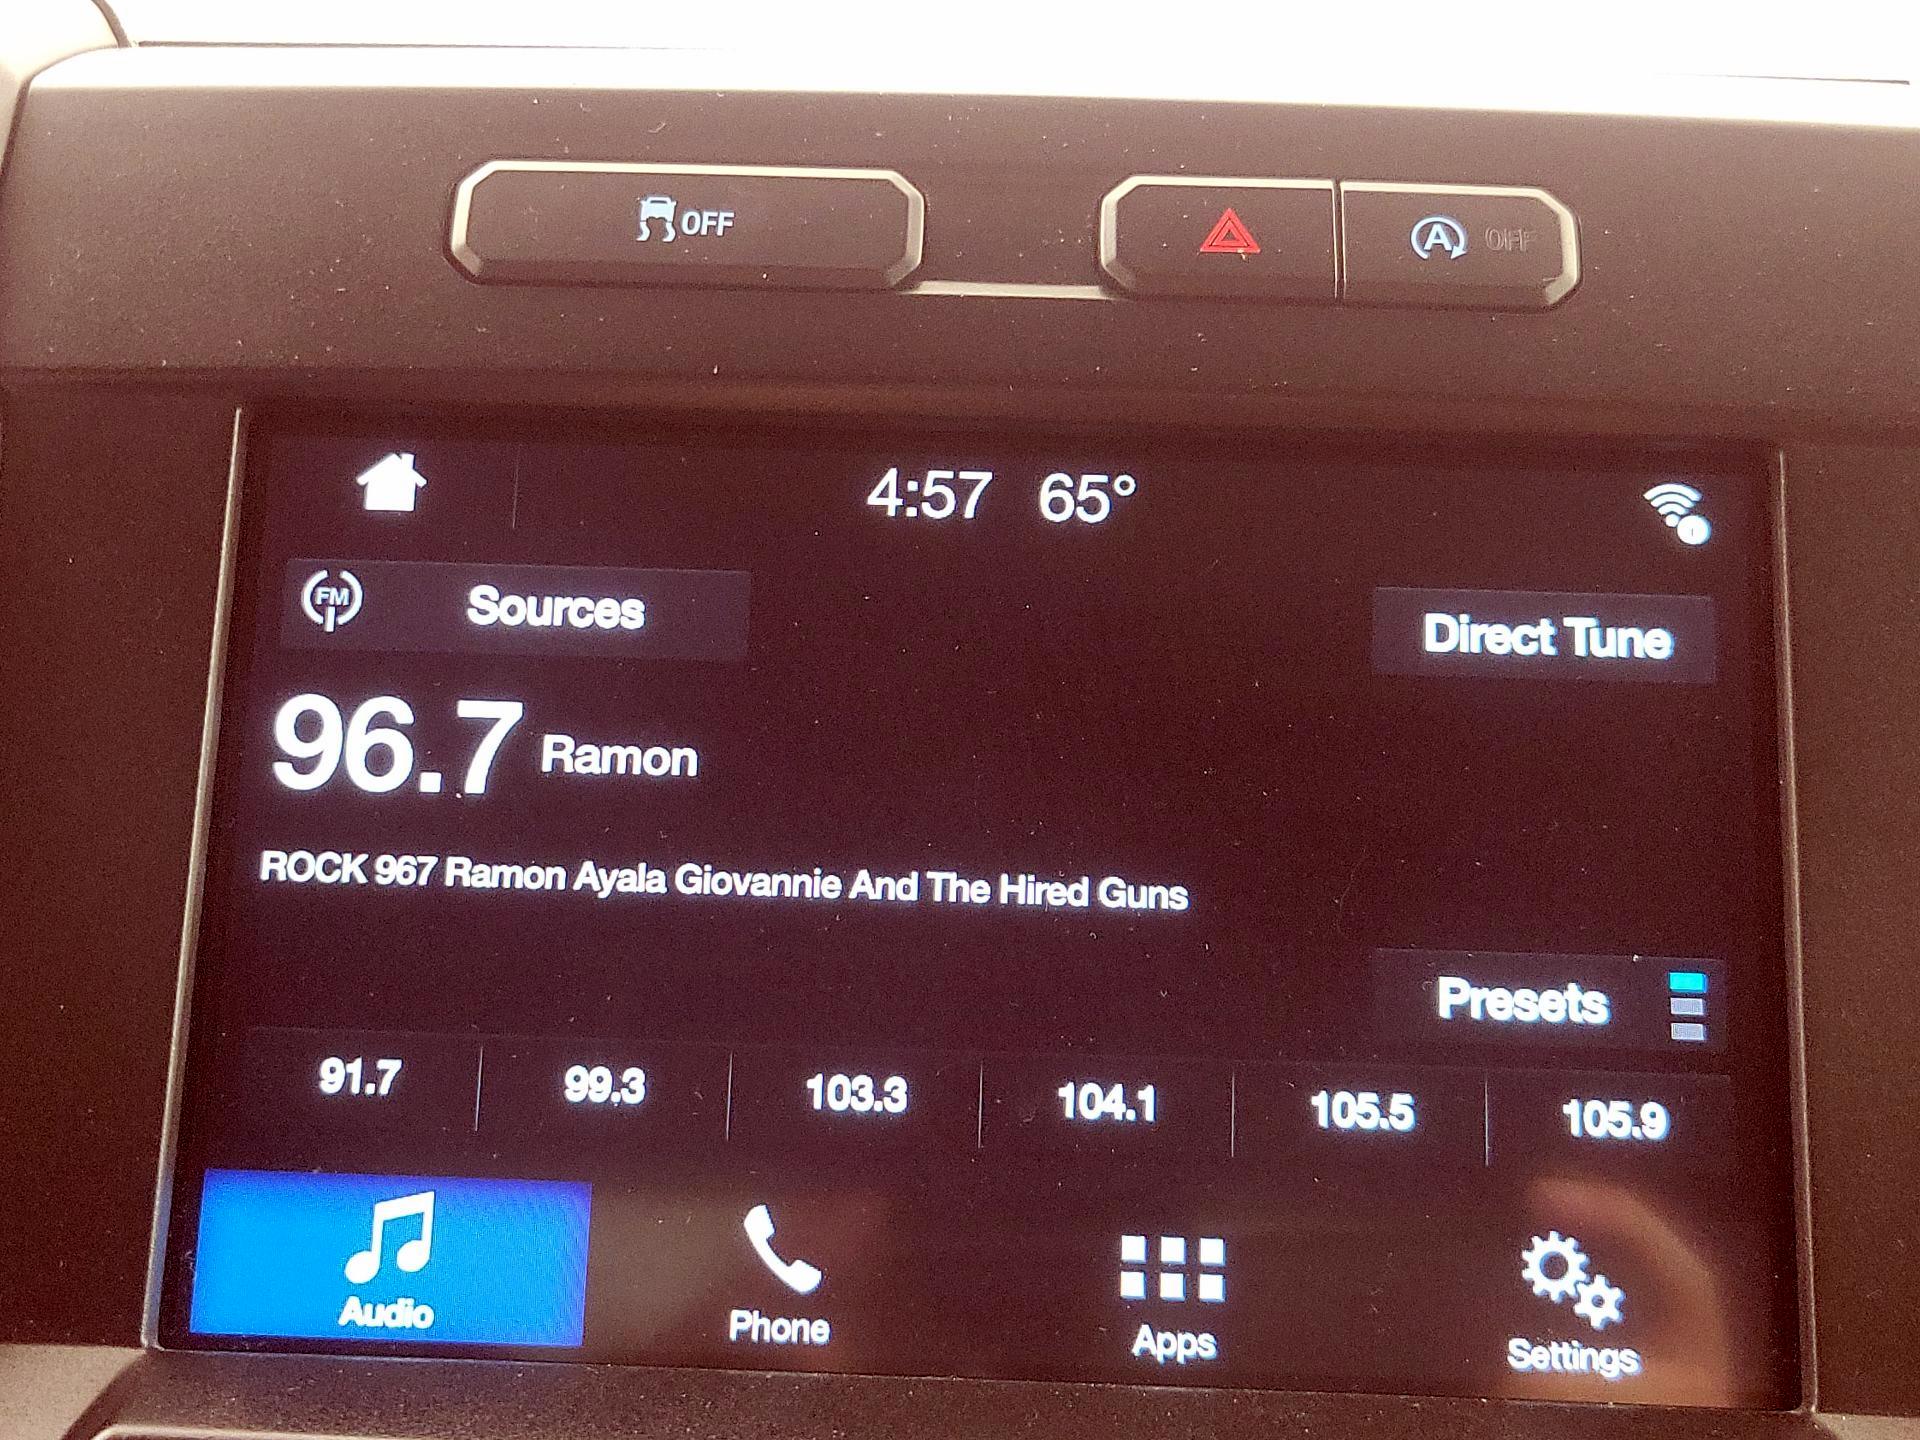 OFF
A OFF
4:57 65°
FM Sources
Direct Tune
96.7 Ramon
ROCK 967 Ramon Ayala Giovannie And The Hired Guns
Presets
91.7 99.3 103.3 104.1 105.5 105.9
Audio Phone Apps Settings